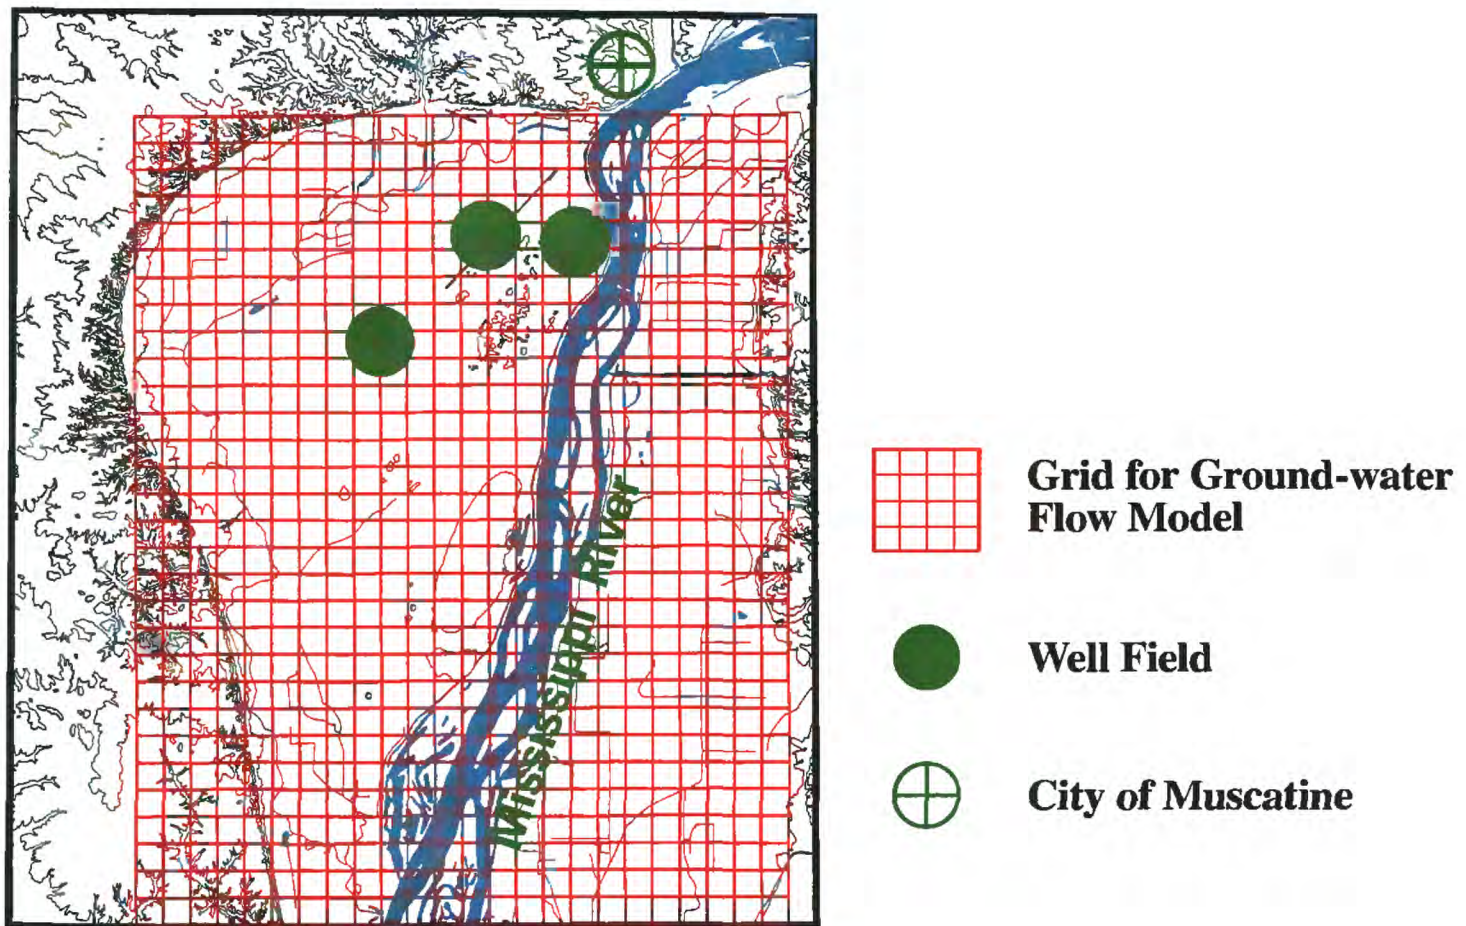 Mississippi River
Grid for Ground-water
Flow Model
Well Field
City of Muscatine